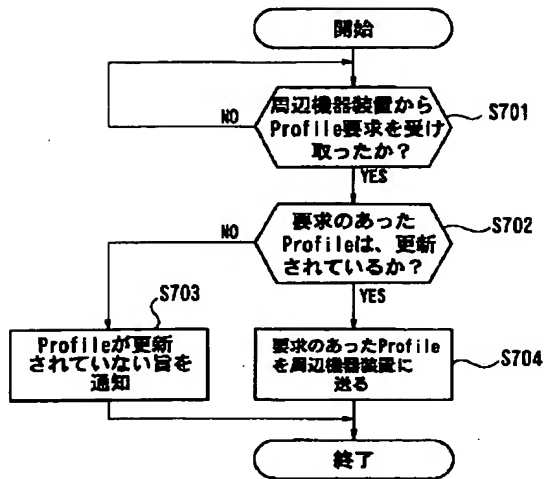 開始
周辺機器装置から
Profile要求を受け
取ったか？
S701
NO
YES
要求のあった
Profileは、更新
されているか？
S702
NO
YES
S703
Profileが更新
されていない旨を
通知
要求のあったProfile
を周辺機器装置に
送る
S704
終了